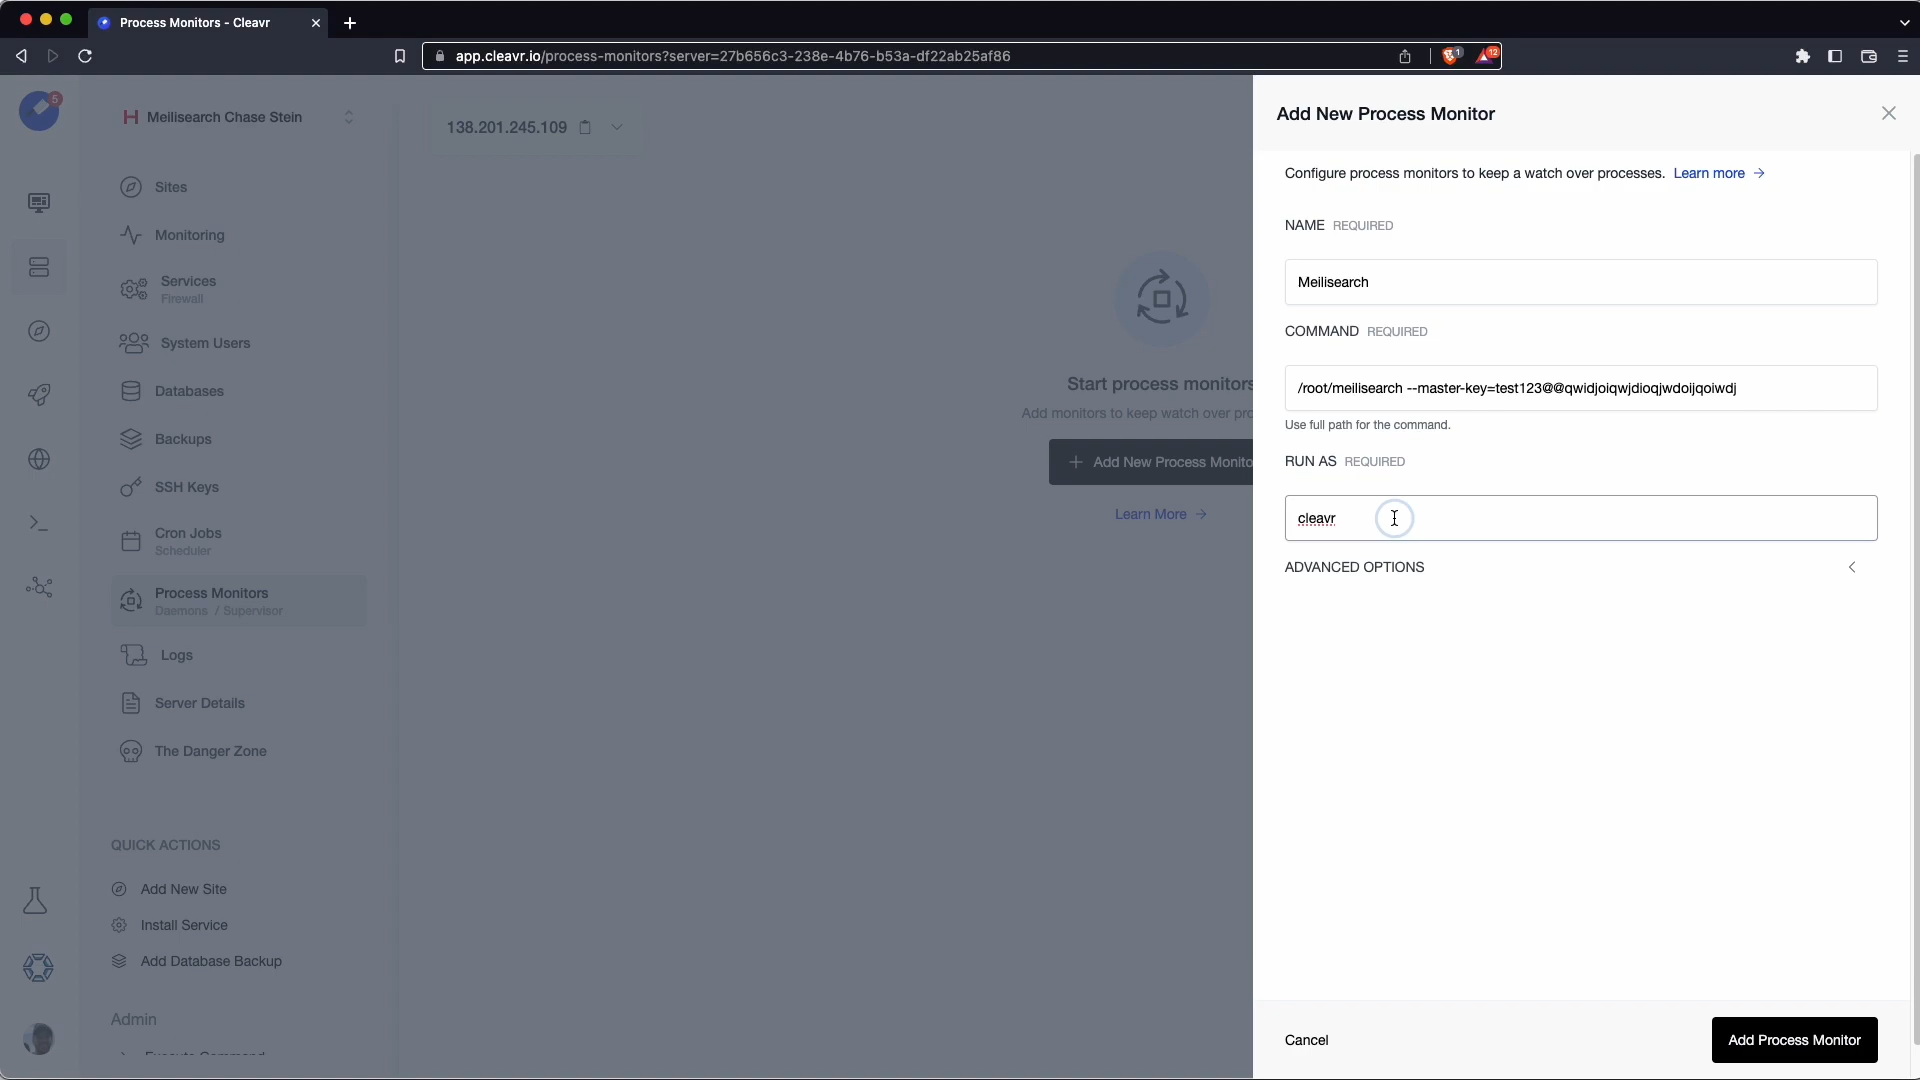 Process Monitors - Cleavr
app.cleavr.io/process-monitors?server=27b656c3-238e-4b76-b53a-df22ab25af86
1
12
5
Meilisearch Chase Stein
Sites
Monitoring
Services
Firewall
System Users
Databases
Backups
SSH Keys
Cron Jobs
Scheduler
Process Monitors
Daemons / Supervisor
Logs
Server Details
The Danger Zone
QUICK ACTIONS
Add New Site
Install Service
Add Database Backup
Admin
138.201.245.109
Start process monitors
Add monitors to keep watch over pro
Add New Process Monito
Learn More
Add New Process Monitor
Configure process monitors to keep a watch over processes. Learn more
NAME REQUIRED
Meilisearch
COMMAND REQUIRED
/root/meilisearch --master-key=test123@@qwidjoiqwjdioqjwdoijqoiwdj
Use full path for the command.
RUN AS REQUIRED
cleavr
ADVANCED OPTIONS
Cancel
Add Process Monitor